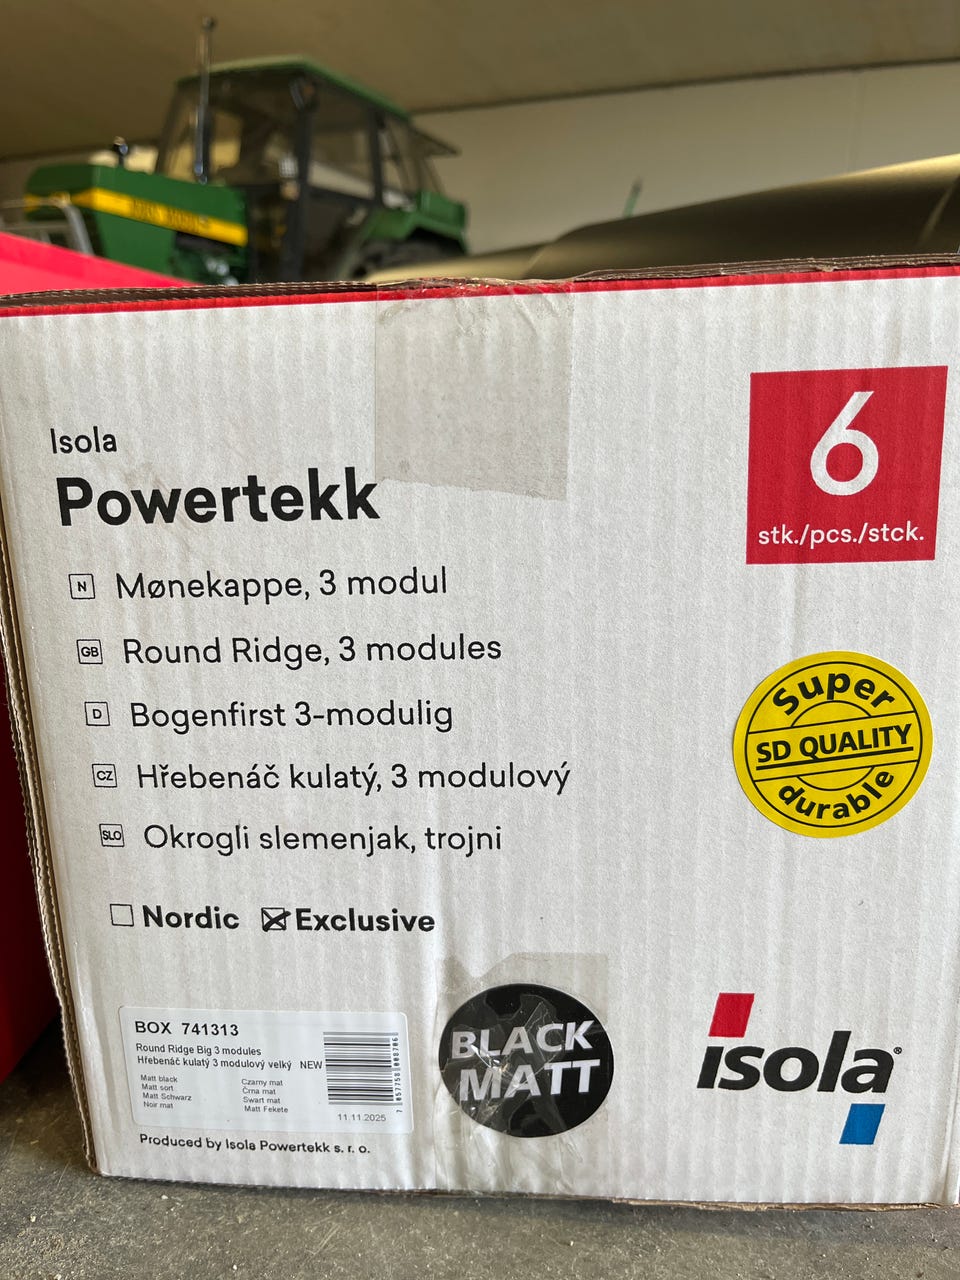 Isola
Powertekk
6
stk./pcs./stck.
N Mønekappe, 3 modul
GB Round Ridge, 3 modules
D Bogenfirst 3-modulig
CZ Hřebenáč kulatý, 3 modulový
SLO Okrogli slemenjak, trojni
Super
SD QUALITY
durable
Nordic Exclusive
BOX 741313
Round Ridge Big 3 modules
Hřebenáč kulatý 3 modulový velký NEW
Matt black Czarny mat
Matt sort Črna mat
Matt Schwarz Swart mat
Noir mat Matt Fekete
11.11.2025
Produced by Isola Powertekk s. r. o.
BLACK
MATT
isola®